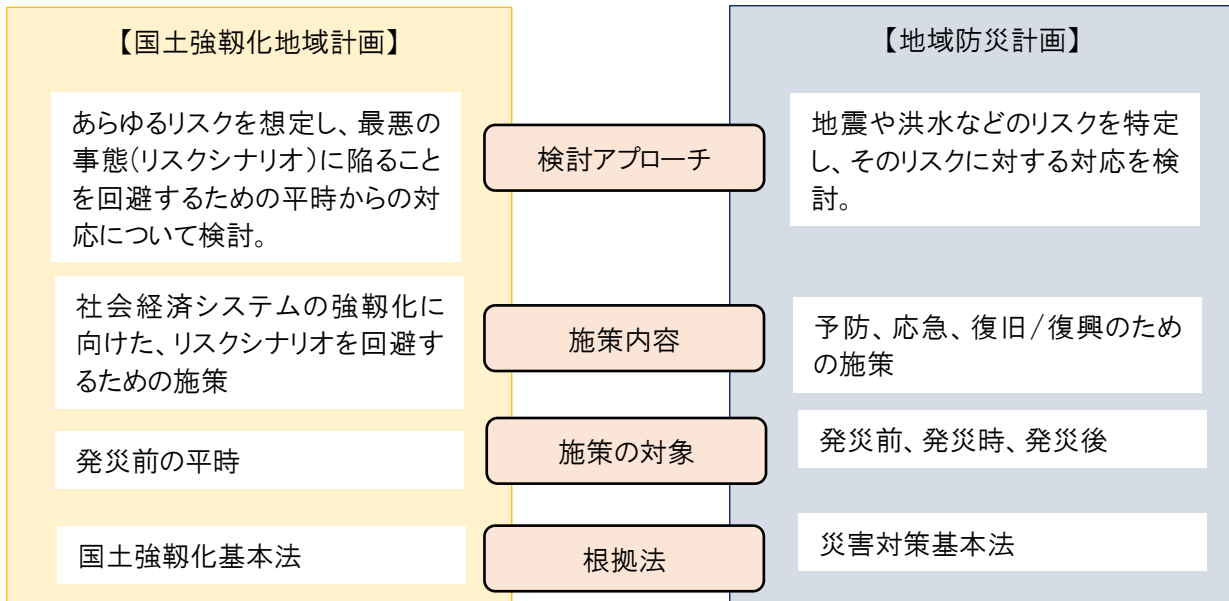 【国土強靱化地域計画】
【地域防災計画】
あらゆるリスクを想定し、最悪の
事態(リスクシナリオ)に陥ること
を回避するための平時からの対
応について検討。
検討アプローチ
地震や洪水などのリスクを特定
し、そのリスクに対する対応を検
討。
社会経済システムの強靱化に
向けた、リスクシナリオを回避す
るための施策
施策内容
予防、応急、復旧/復興のため
の施策
発災前の平時
施策の対象
発災前、発災時、発災後
国土強靱化基本法
根拠法
災害対策基本法